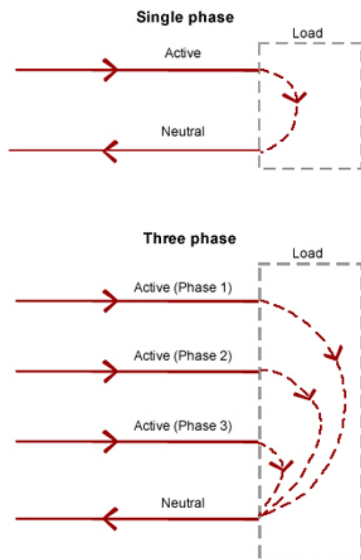 Single phase
Load
Active
Neutral
Three phase
Load
Active (Phase 1)
Active (Phase 2)
Active (Phase 3)
Neutral